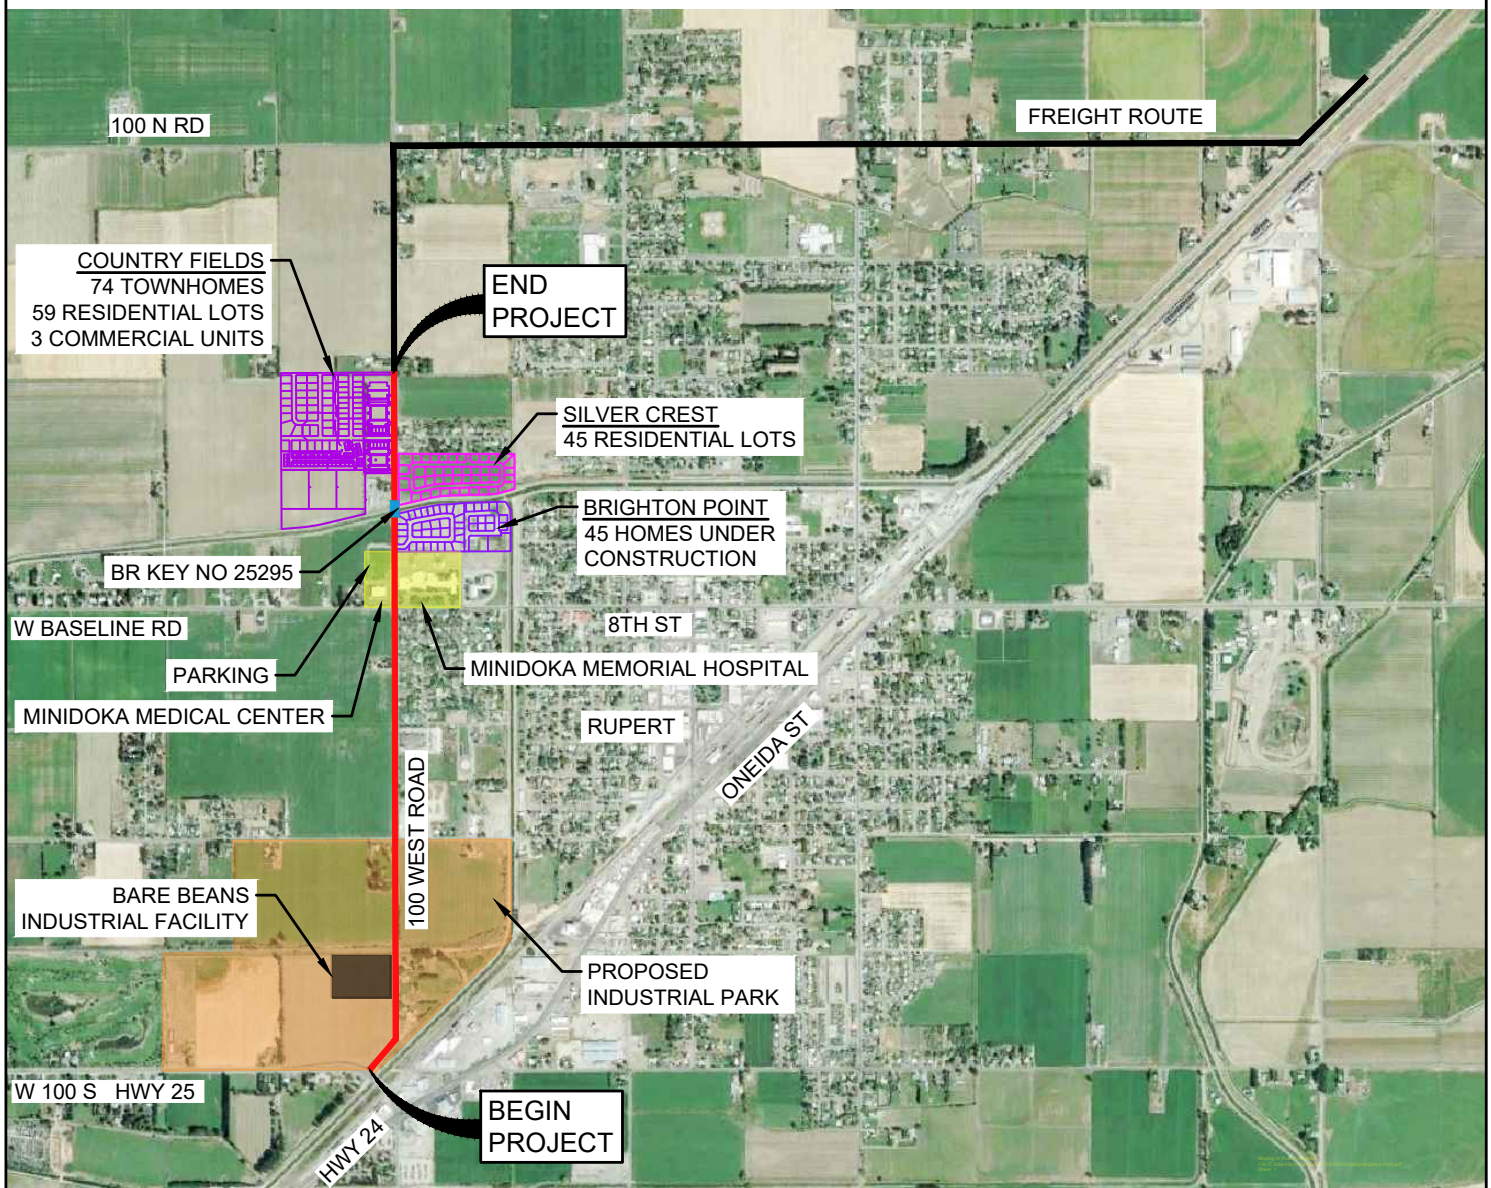 100 N RD
FREIGHT ROUTE
COUNTRY FIELDS
74 TOWNHOMES
59 RESIDENTIAL LOTS
3 COMMERCIAL UNITS
END
PROJECT
SILVER CREST
45 RESIDENTIAL LOTS
BRIGHTON POINT
45 HOMES UNDER
CONSTRUCTION
BR KEY NO 25295
W BASELINE RD
8TH ST
PARKING
MINIDOKA MEMORIAL HOSPITAL
MINIDOKA MEDICAL CENTER
RUPERT
ONEIDA ST
100 WEST ROAD
BARE BEANS
INDUSTRIAL FACILITY
PROPOSED
INDUSTRIAL PARK
W 100 S HWY 25
BEGIN
PROJECT
HWY 24